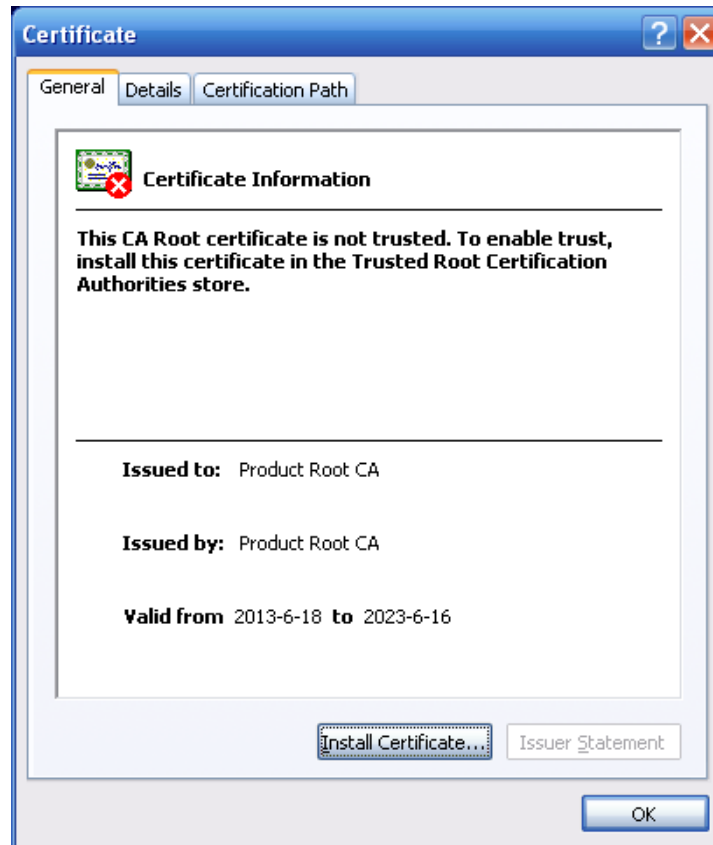 Certificate
General Details Certification Path
Certificate Information
This CA Root certificate is not trusted. To enable trust,
install this certificate in the Trusted Root Certification
Authorities store.
Issued to: Product Root CA
Issued by: Product Root CA
Valid from 2013-6-18 to 2023-6-16
Install Certificate... Issuer Statement
OK